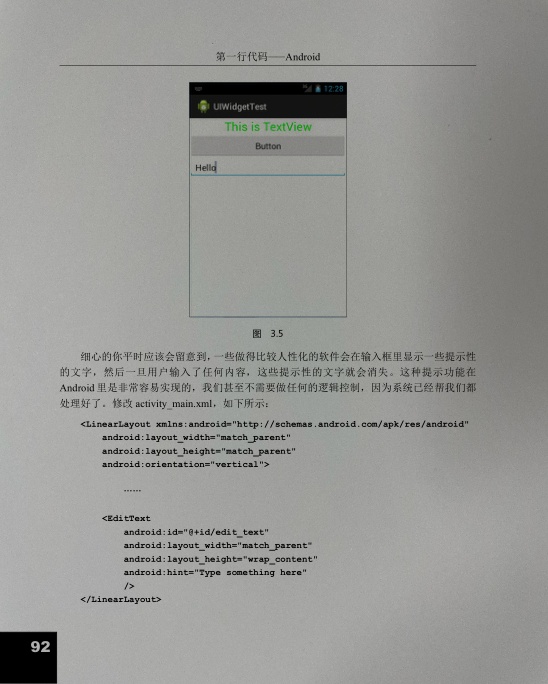 第一行代码——Android
12:28
UIWidgetTest
This is TextView
Button
Hello
图 3.5
细心的你平时应该会留意到，一些做得比较人性化的软件会在输入框里显示一些提示性
的文字，然后一旦用户输入了任何内容，这些提示性的文字就会消失。这种提示功能在
Android 里是非常容易实现的，我们甚至不需要做任何的逻辑控制，因为系统已经帮我们都
处理好了。修改 activity_main.xml，如下所示：
<LinearLayout xmlns:android="http://schemas.android.com/apk/res/android"
android:layout_width="match_parent"
android:layout_height="match_parent"
android:orientation="vertical">
……
<EditText
android:id="@+id/edit_text"
android:layout_width="match_parent"
android:layout_height="wrap_content"
android:hint="Type something here"
/>
</LinearLayout>
92